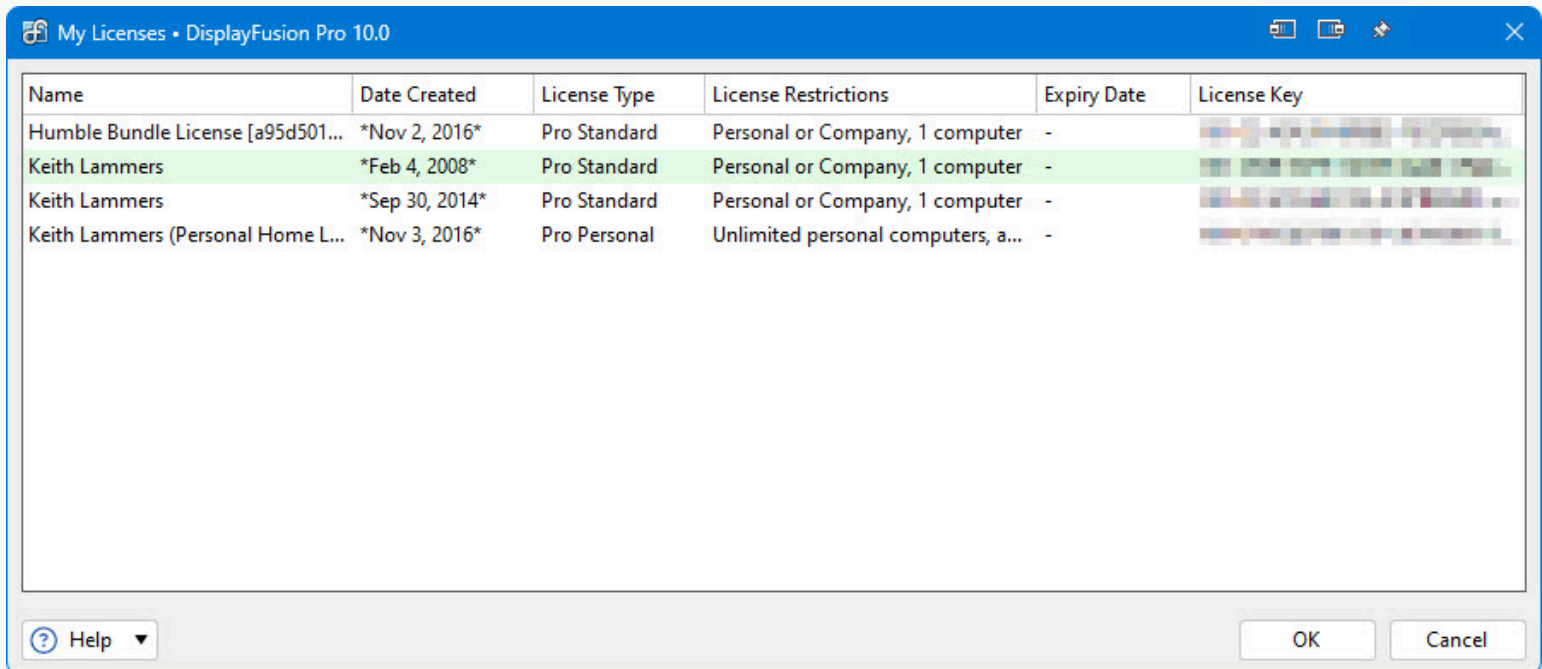 My Licenses • DisplayFusion Pro 10.0
Name Date Created License Type License Restrictions Expiry Date License Key
Humble Bundle License [a95d501... *Nov 2, 2016* Pro Standard Personal or Company, 1 computer -
Keith Lammers *Feb 4, 2008* Pro Standard Personal or Company, 1 computer -
Keith Lammers *Sep 30, 2014* Pro Standard Personal or Company, 1 computer -
Keith Lammers (Personal Home L... *Nov 3, 2016* Pro Personal Unlimited personal computers, a... -
? Help ▼ OK Cancel